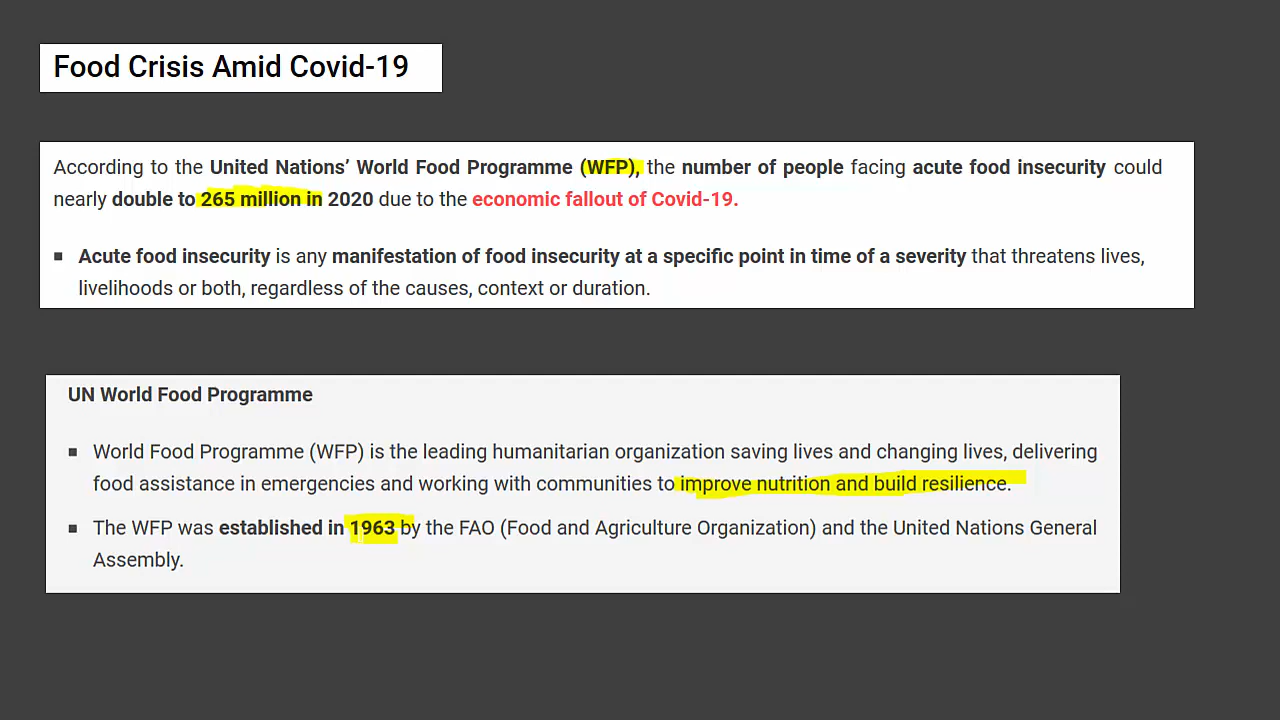 Food Crisis Amid Covid-19
According to the United Nations’ World Food Programme (WFP), the number of people facing acute food insecurity could
nearly double to 265 million in 2020 due to the economic fallout of Covid-19.
▪ Acute food insecurity is any manifestation of food insecurity at a specific point in time of a severity that threatens lives,
livelihoods or both, regardless of the causes, context or duration.
UN World Food Programme
▪ World Food Programme (WFP) is the leading humanitarian organization saving lives and changing lives, delivering
food assistance in emergencies and working with communities to improve nutrition and build resilience.
▪ The WFP was established in 1963 by the FAO (Food and Agriculture Organization) and the United Nations General
Assembly.